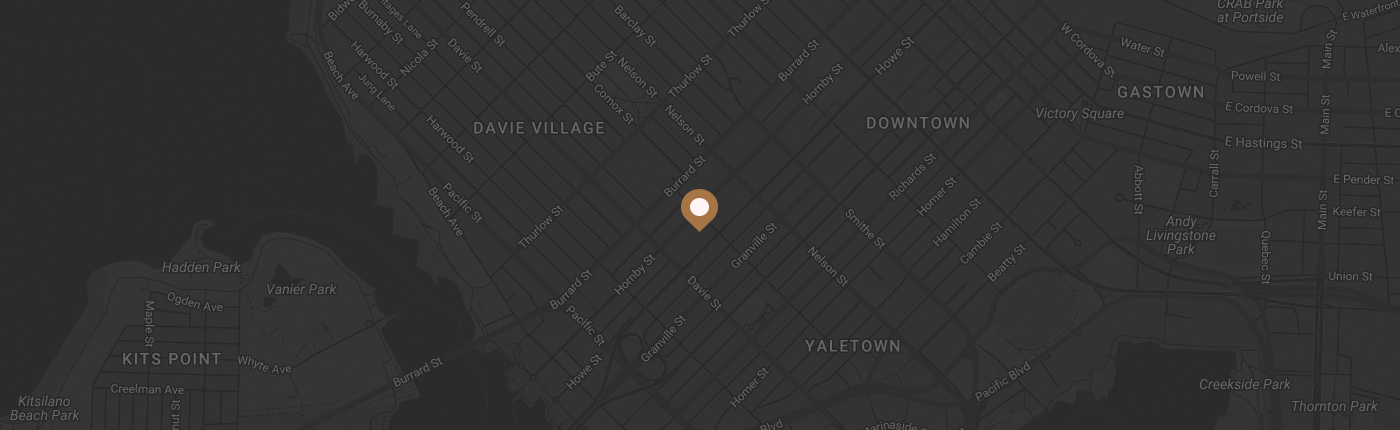 CRAB Park
at Portside
E Waterfront
Burnaby St
Pendrell St
Barclay St
Thurlow St
Main St
W Cordova St
Water St
Harwood St
Nicola St
Davie St
Bute St
Nelson St
Thurlow St
Burrard St
Howe St
Powell St
Beach Ave
Jung Lane
Comox St
Hornby St
GASTOWN
E Cordova St
Main St
Victory Square
DAVIE VILLAGE
Nelson St
DOWNTOWN
Harwood St
E Hastings St
Burrard St
Richards St
Abbott St
Carrall St
E Pender St
Pacific St
Beach Ave
Homer St
Main St
Keefer St
Thurlow St
Granville St
Smithe St
Hamilton St
Andy
Livingstone
Park
Cambie St
Quebec St
Hadden Park
Hornby St
Nelson St
Beatty St
Union St
Vanier Park
Burrard St
Davie St
Ogden Ave
Maple St
Pacific St
Granville St
YALETOWN
KITS POINT
Whyte Ave
Burrard St
Howe St
Homer St
Pacific Blvd
Creekside Park
Creelman Ave
Kitsilano
Beach Park
Thornton Park
Blvd